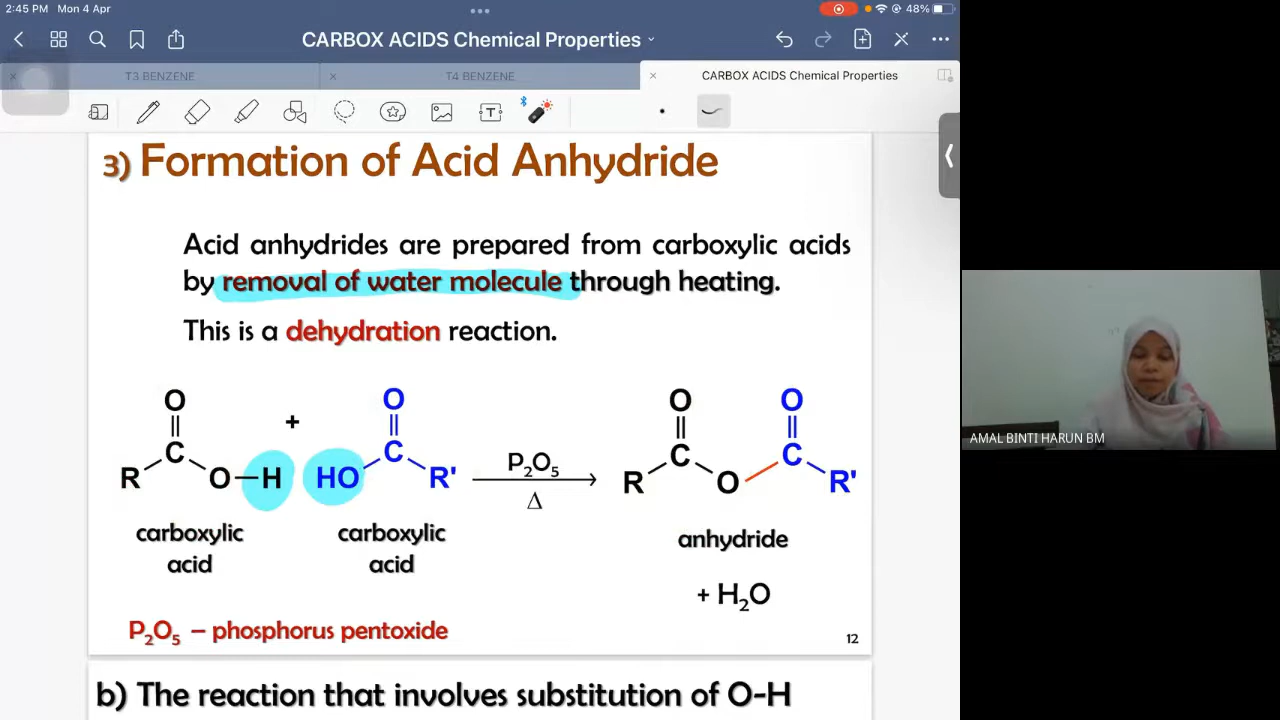 2:45 PM Mon 4 Apr
48%
CARBOX ACIDS Chemical Properties
T3 BENZENE
T4 BENZENE
CARBOX ACIDS Chemical Properties
T
3) Formation of Acid Anhydride
Acid anhydrides are prepared from carboxylic acids
by removal of water molecule through heating.
This is a dehydration reaction.
O
O
O
O
+
C
C
P₂O₅
C
C
R
O
H
HO
R'
R
O
R'
Δ
carboxylic
acid
carboxylic
acid
anhydride
+ H₂O
P₂O₅ – phosphorus pentoxide
12
b) The reaction that involves substitution of O-H
AMAL BINTI HARUN BM